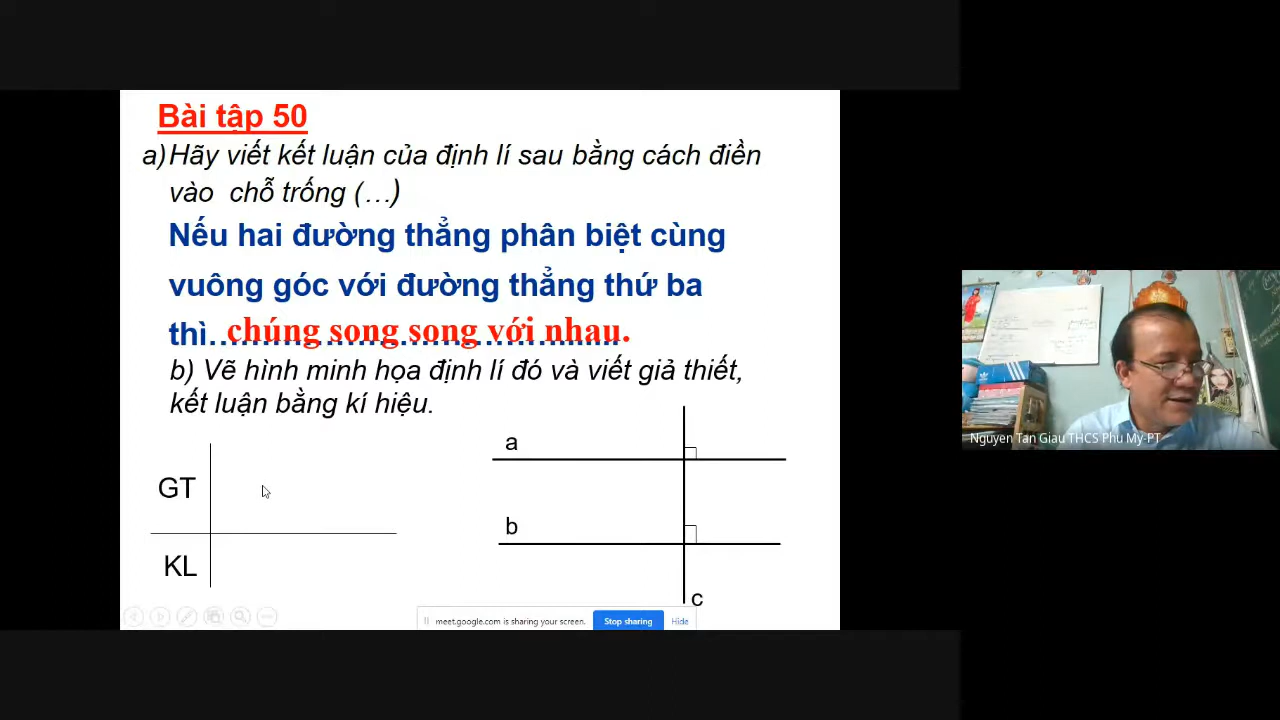 Bài tập 50
a)Hãy viết kết luận của định lí sau bằng cách điền
vào chỗ trống (…)
Nếu hai đường thẳng phân biệt cùng
vuông góc với đường thẳng thứ ba
thì…chúng song song với nhau.
b) Vẽ hình minh họa định lí đó và viết giả thiết,
kết luận bằng kí hiệu.
GT
KL
a
b
c
meet.google.com is sharing your screen.
Stop sharing
Hide
Nguyen Tan Giau THCS Phu My-PT